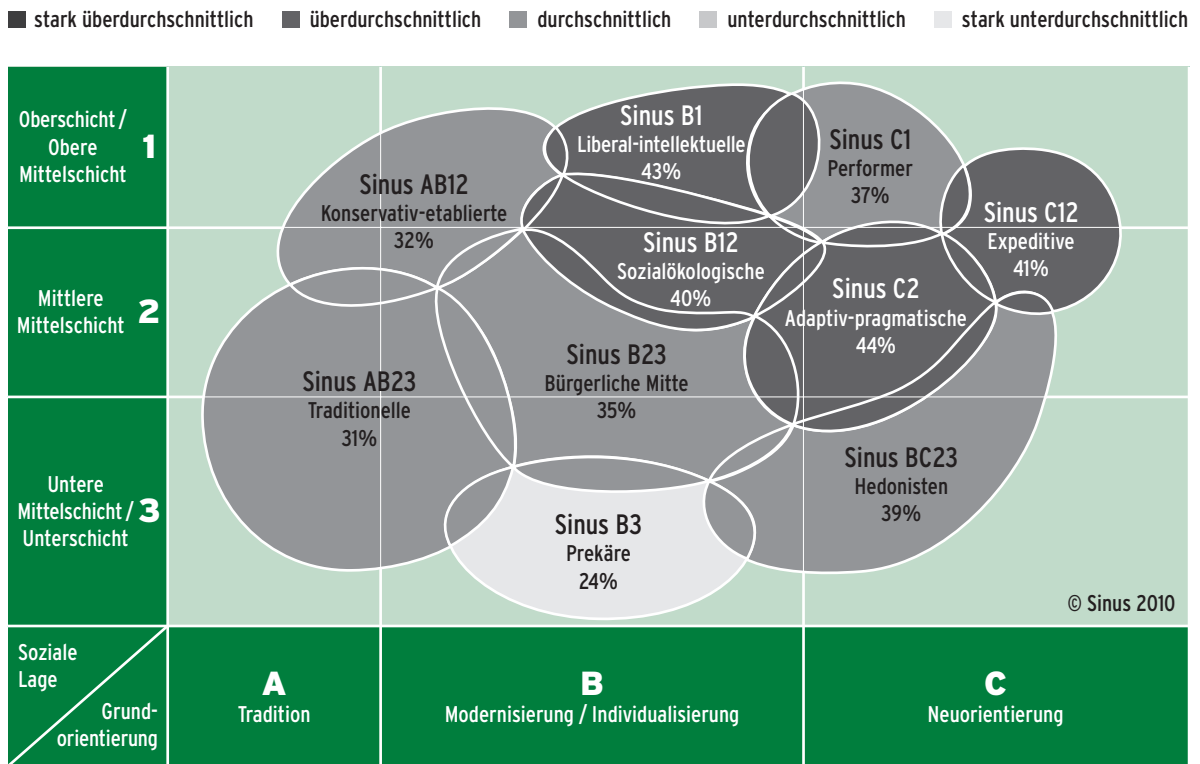 stark überdurchschnittlich
überdurchschnittlich
durchschnittlich
unterdurchschnittlich
stark unterdurchschnittlich
Oberschicht /
Obere
Mittelschicht
1
Mittlere
Mittelschicht
2
Untere
Mittelschicht /
Unterschicht
3
Sinus B1
Liberal-intellektuelle
43%
Sinus C1
Performer
37%
Sinus AB12
Konservativ-etablierte
32%
Sinus C12
Expeditive
41%
Sinus B12
Sozialökologische
40%
Sinus C2
Adaptiv-pragmatische
44%
Sinus AB23
Traditionelle
31%
Sinus B23
Bürgerliche Mitte
35%
Sinus BC23
Hedonisten
39%
Sinus B3
Prekäre
24%
© Sinus 2010
Soziale
Lage
Grund-
orientierung
A
Tradition
B
Modernisierung / Individualisierung
C
Neuorientierung